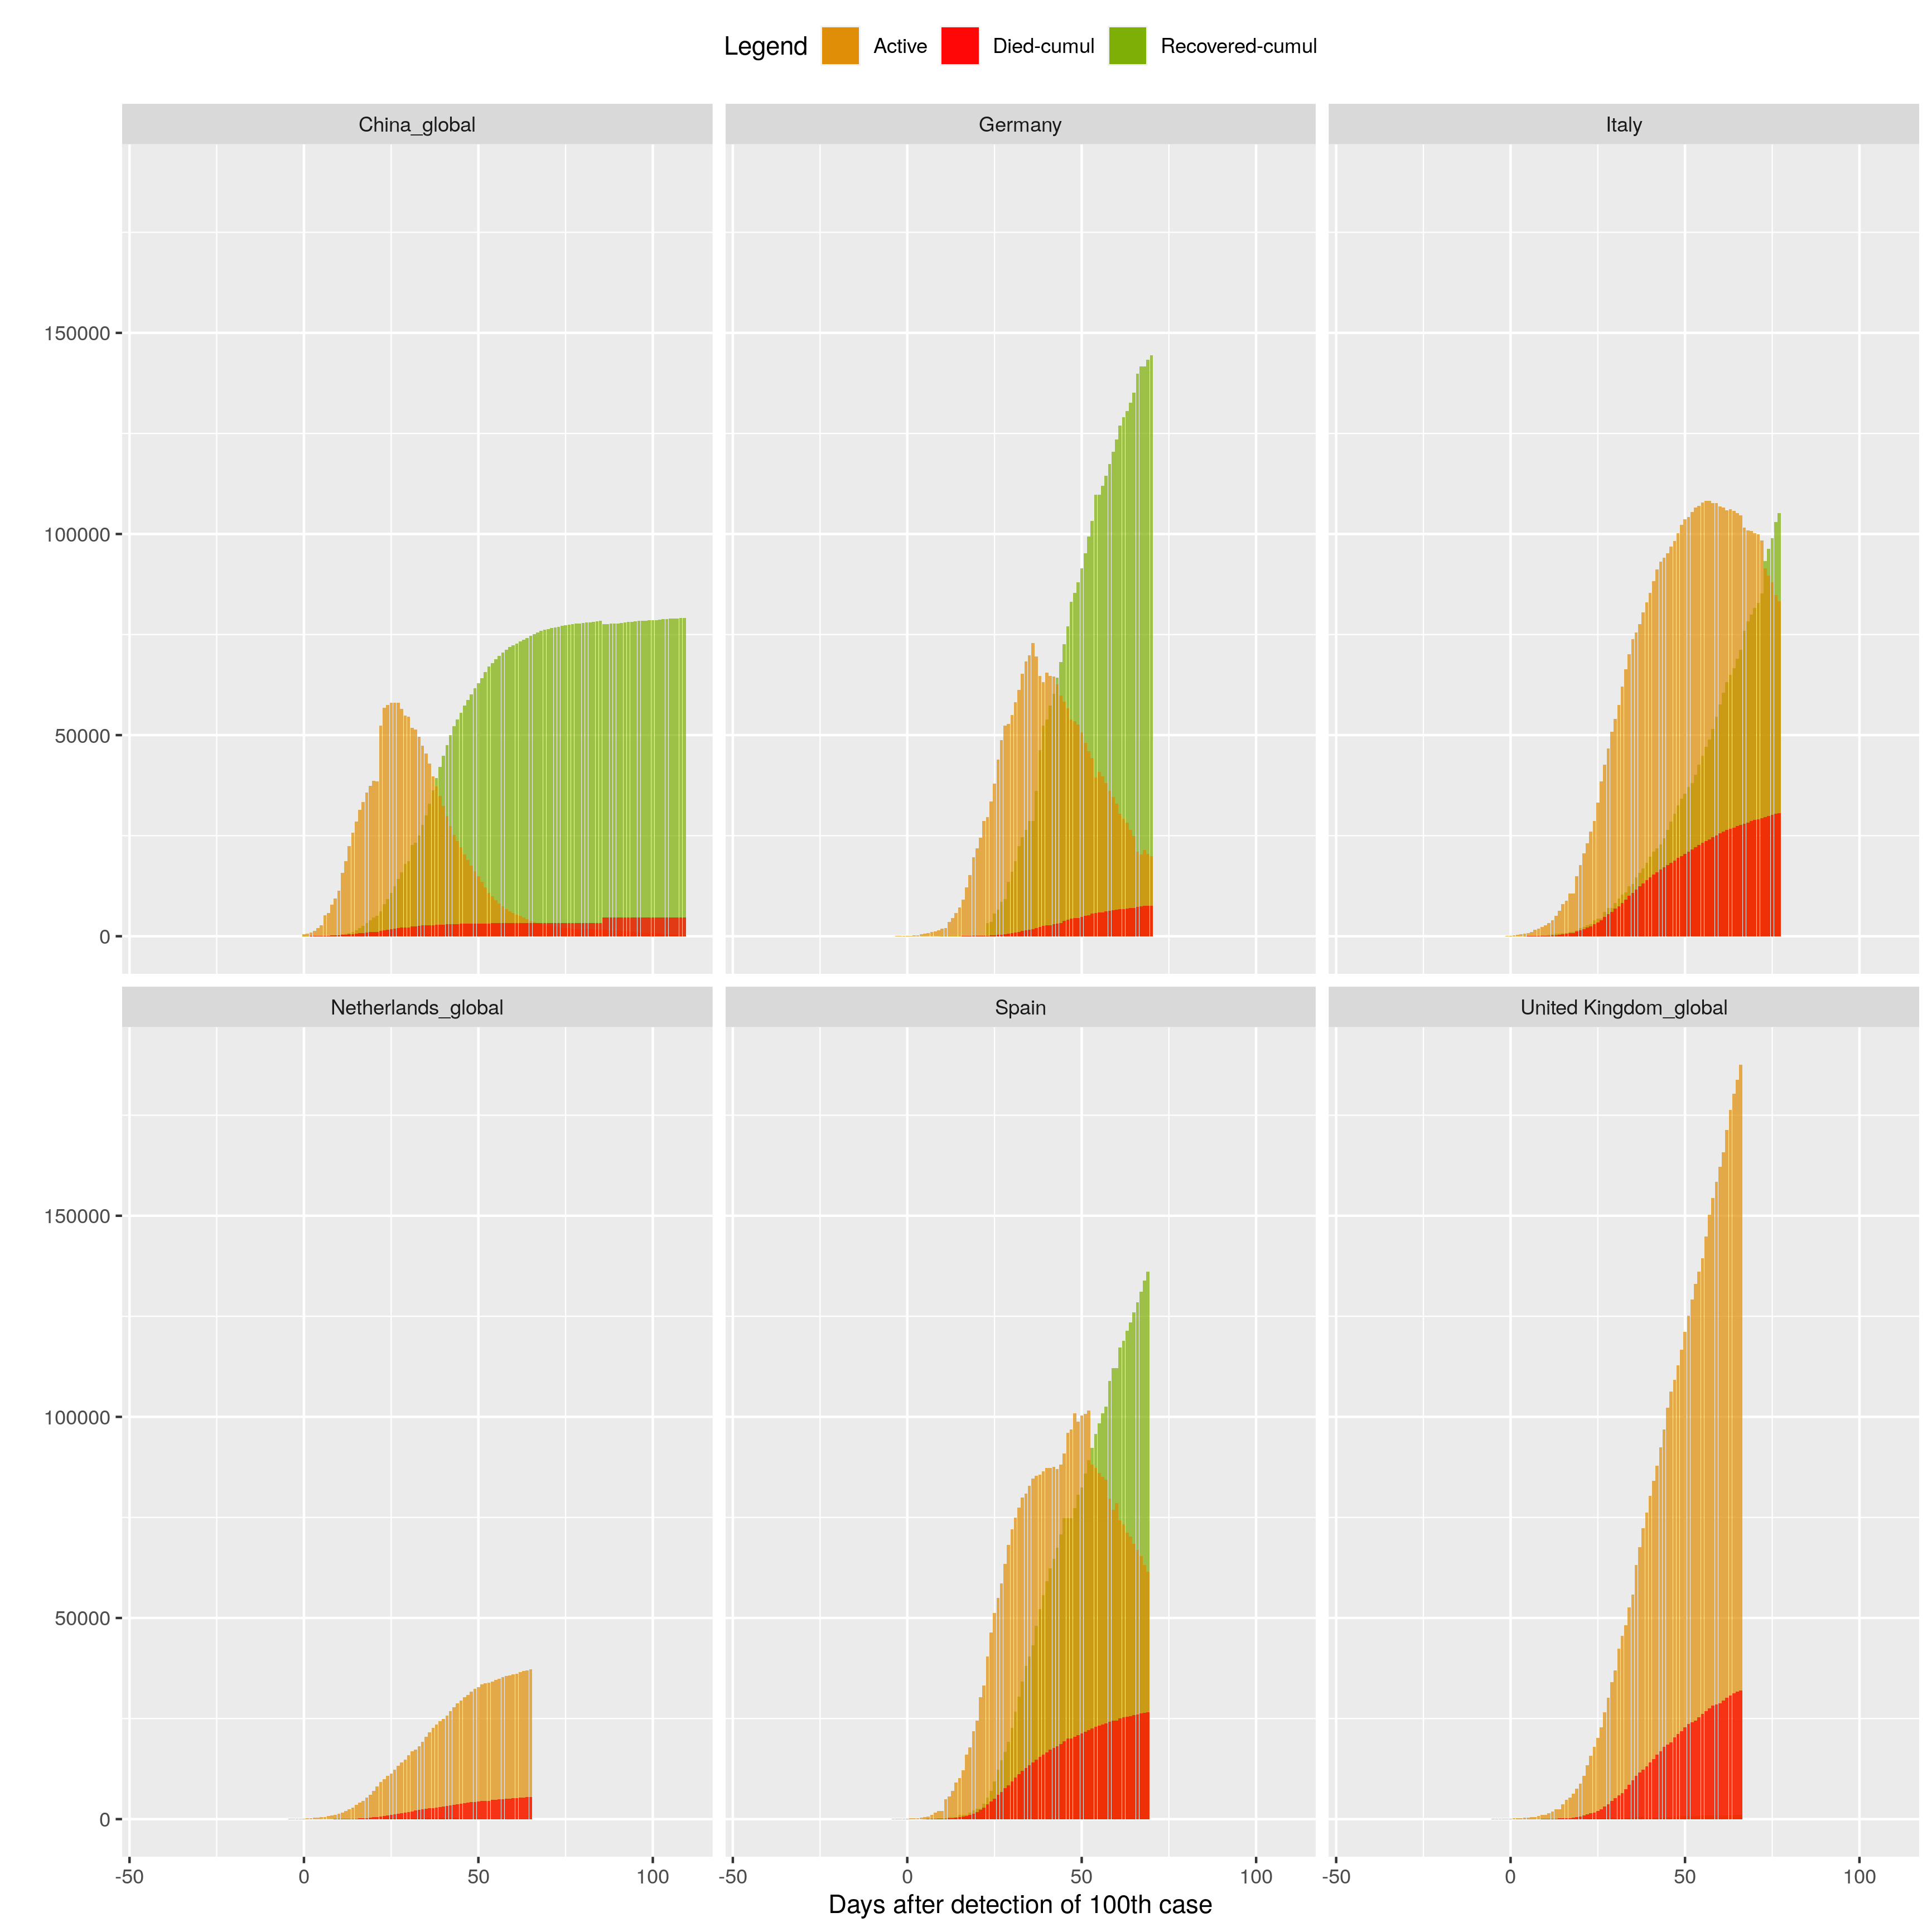 Legend Active Died-cumul Recovered-cumul
China_global Germany Italy
150000
100000
50000
0
Netherlands_global Spain United Kingdom_global
150000
100000
50000
0
-50 0 50 100 -50 0 50 100 -50 0 50 100
Days after detection of 100th case